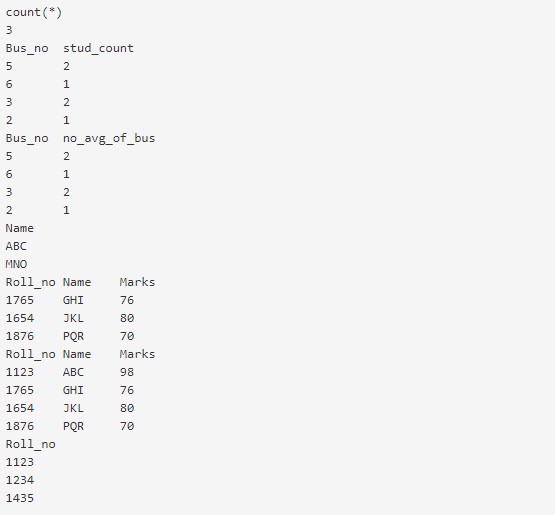 count(*)
3
Bus_no  stud_count
5       2
6       1
3       2
2       1
Bus_no  no_avg_of_bus
5       2
6       1
3       2
2       1
Name
ABC
MNO
Roll_no Name    Marks
1765    GHI     76
1654    JKL     80
1876    PQR     70
Roll_no Name    Marks
1123    ABC     98
1765    GHI     76
1654    JKL     80
1876    PQR     70
Roll_no
1123
1234
1435